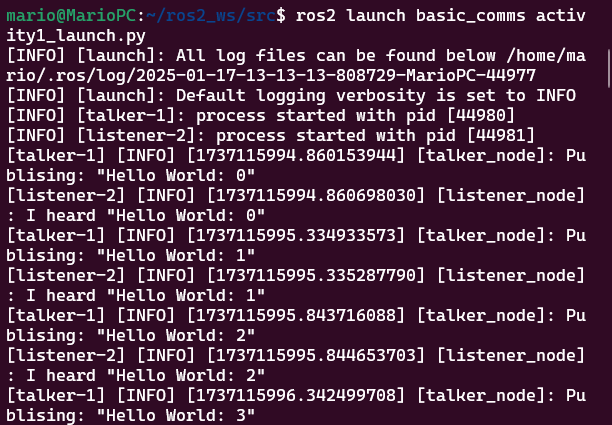 mario@MarioPC:~/ros2_ws/src$ ros2 launch basic_comms activ
ity1_launch.py
[INFO] [launch]: All log files can be found below /home/ma
rio/.ros/log/2025-01-17-13-13-13-808729-MarioPC-44977
[INFO] [launch]: Default logging verbosity is set to INFO
[INFO] [talker-1]: process started with pid [44980]
[INFO] [listener-2]: process started with pid [44981]
[talker-1] [INFO] [1737115994.860153944] [talker_node]: Pu
blising: "Hello World: 0"
[listener-2] [INFO] [1737115994.860698030] [listener_node]
: I heard "Hello World: 0"
[talker-1] [INFO] [1737115995.334933573] [talker_node]: Pu
blising: "Hello World: 1"
[listener-2] [INFO] [1737115995.335287790] [listener_node]
: I heard "Hello World: 1"
[talker-1] [INFO] [1737115995.843716088] [talker_node]: Pu
blising: "Hello World: 2"
[listener-2] [INFO] [1737115995.844653703] [listener_node]
: I heard "Hello World: 2"
[talker-1] [INFO] [1737115996.342499708] [talker_node]: Pu
blising: "Hello World: 3"